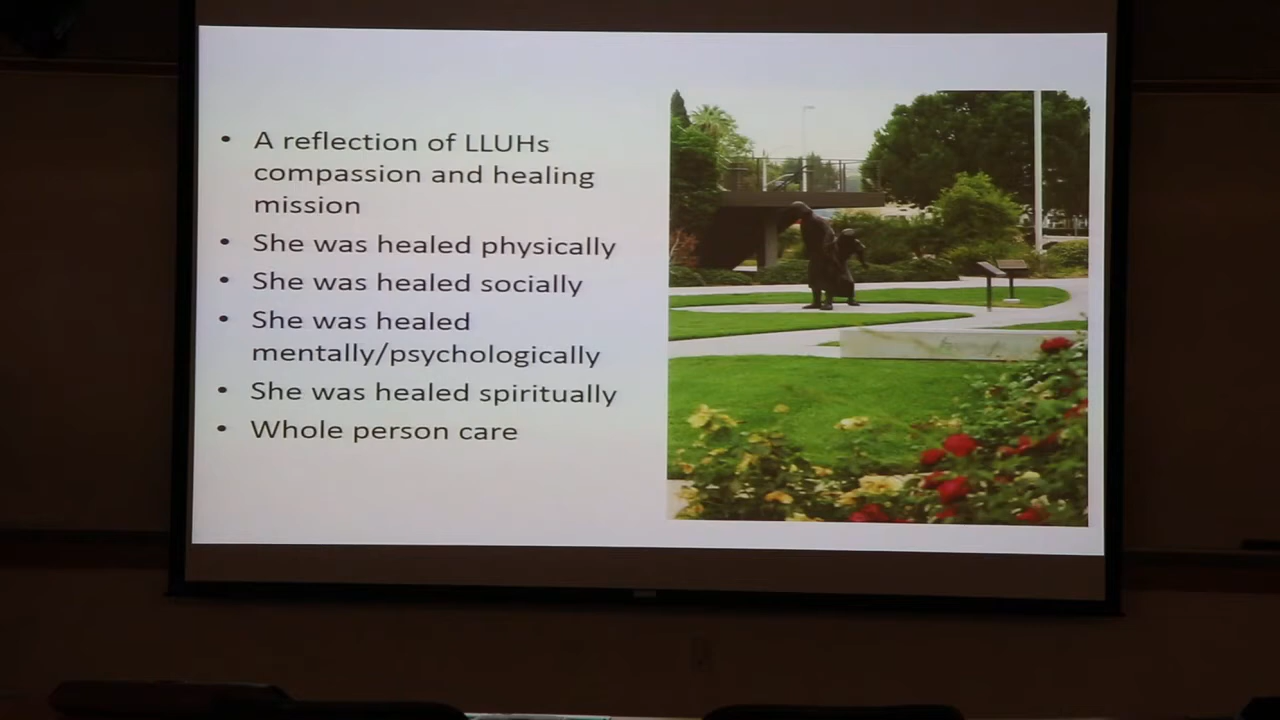 • A reflection of LLUHs
compassion and healing
mission
• She was healed physically
• She was healed socially
• She was healed
mentally/psychologically
• She was healed spiritually
• Whole person care